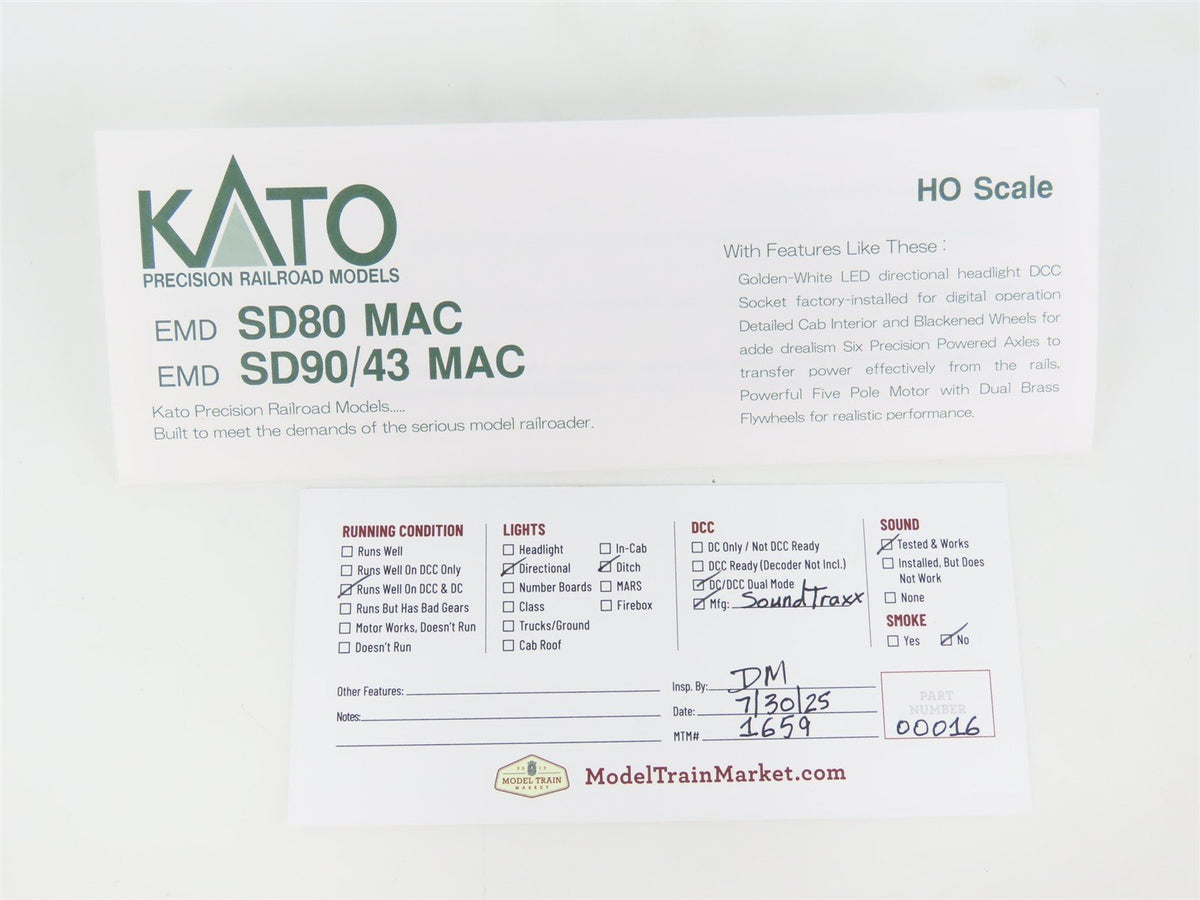 KATO
PRECISION RAILROAD MODELS
EMD SD80 MAC
EMD SD90/43 MAC
Kato Precision Railroad Models.....
Built to meet the demands of the serious model railroader.
HO Scale
With Features Like These :
Golden-White LED directional headlight DCC
Socket factory-installed for digital operation
Detailed Cab Interior and Blackened Wheels for
adde drealism Six Precision Powered Axles to
transfer power effectively from the rails,
Powerful Five Pole Motor with Dual Brass
Flywheels for realistic performance.
RUNNING CONDITION
Runs Well
Runs Well On DCC Only
Runs Well On DCC & DC
Runs But Has Bad Gears
Motor Works, Doesn't Run
Doesn't Run
LIGHTS
Headlight
Directional
Number Boards
Class
Trucks/Ground
Cab Roof
In-Cab
Ditch
MARS
Firebox
DCC
DC Only / Not DCC Ready
DCC Ready (Decoder Not Incl.)
DC/DCC Dual Mode
Mfg: SoundTraxx
SOUND
Tested & Works
Installed, But Does
Not Work
None
SMOKE
Yes No
Other Features:
Notes:
Insp. By: DM
Date: 7/30/25
MTM# 1659
PART
NUMBER
00016
MODEL TRAIN
MARKET
ModelTrainMarket.com